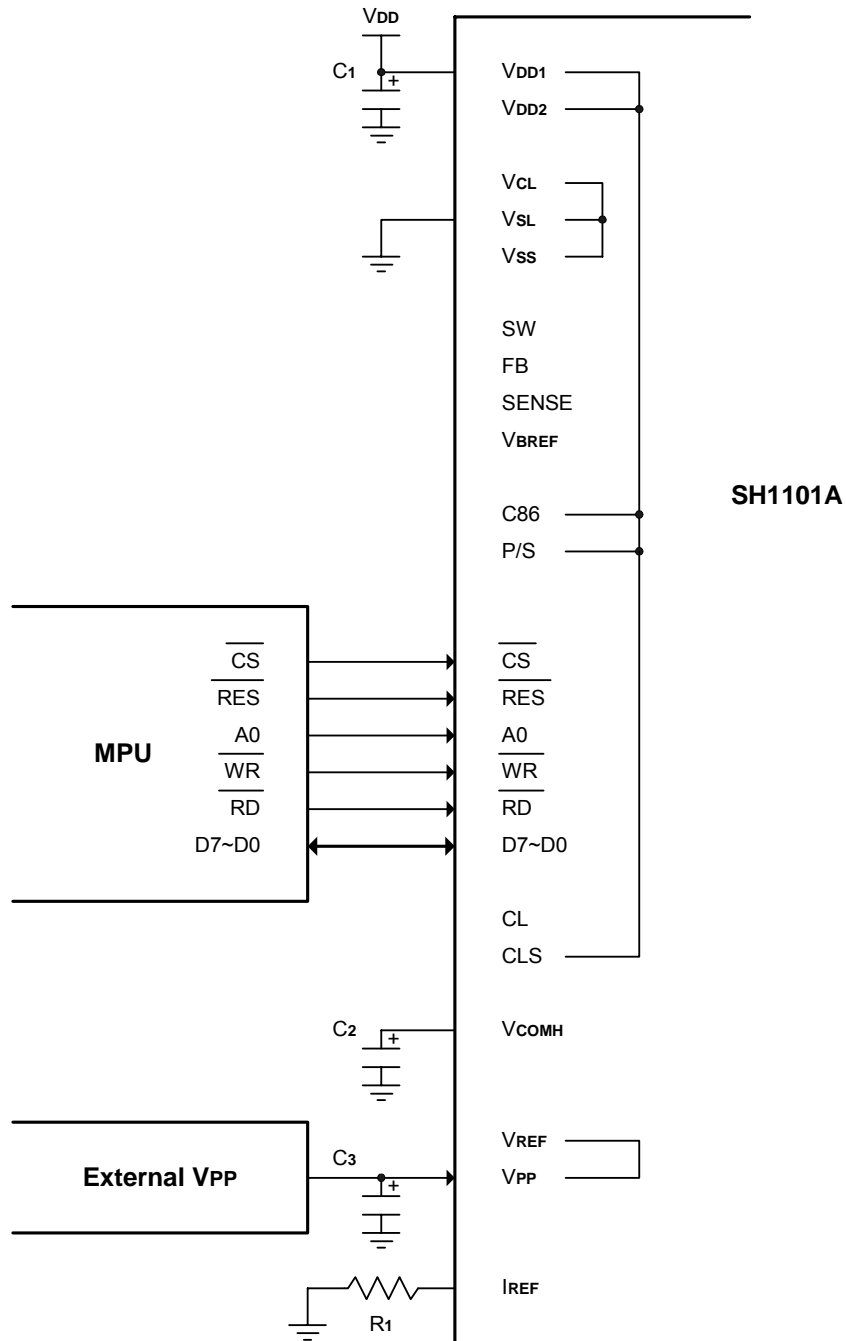 VDD
C1
+
VDD1
VDD2
VCL
VSL
VSS
SW
FB
SENSE
VBREF
SH1101A
C86
P/S
MPU
CS
RES
A0
WR
RD
D7~D0
CS
RES
A0
WR
RD
D7~D0
CL
CLS
C2
+
VCOMH
External VPP
C3
+
VREF
VPP
R1
IREF